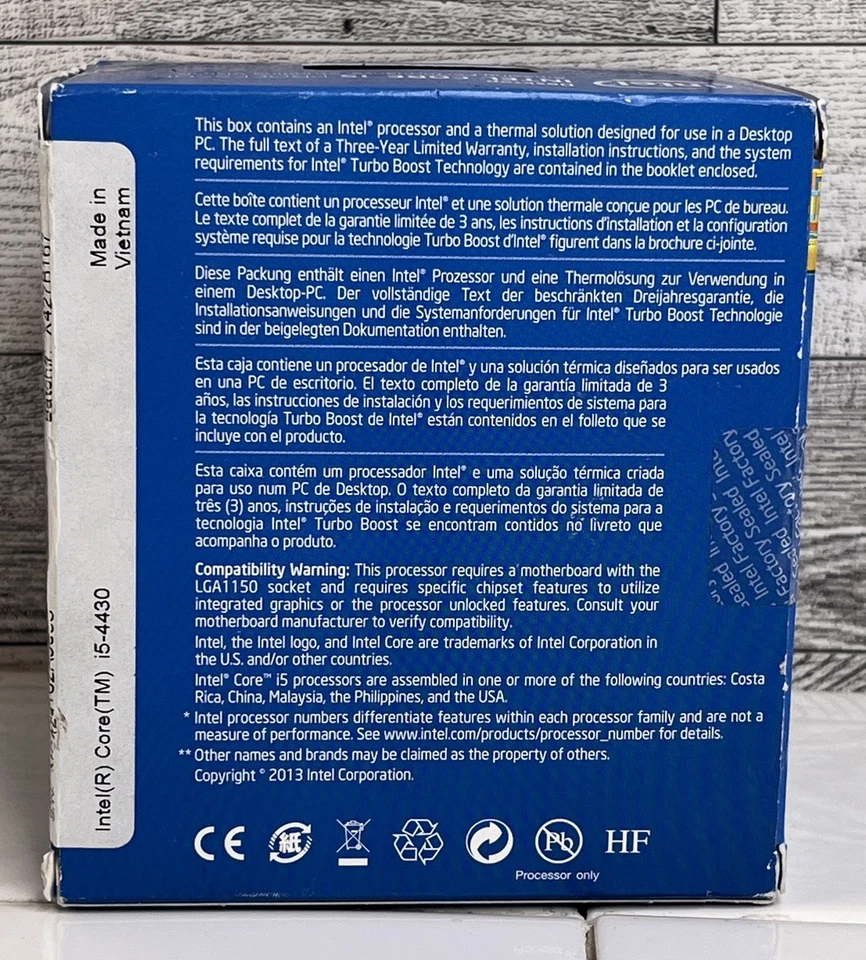 This box contains an Intel® processor and a thermal solution designed for use in a Desktop
PC. The full text of a Three-Year Limited Warranty, installation instructions, and the system
requirements for Intel® Turbo Boost Technology are contained in the booklet enclosed.
Cette boîte contient un processeur Intel® et une solution thermale conçue pour les PC de bureau.
Le texte complet de la garantie limitée de 3 ans, les instructions d'installation et la configuration
système requise pour la technologie Turbo Boost d'Intel® figurent dans la brochure ci-jointe.
Diese Packung enthält einen Intel® Prozessor und eine Thermolösung zur Verwendung in
einem Desktop-PC. Der vollständige Text der beschränkten Dreijahresgarantie, die
Installationsanweisungen und die Systemanforderungen für Intel® Turbo Boost Technologie
sind in der beigelegten Dokumentation enthalten.
Esta caja contiene un procesador de Intel® y una solución térmica diseñados para ser usados
en una PC de escritorio. El texto completo de la garantía limitada de 3
años, las instrucciones de instalación y los requerimientos de sistema para
la tecnología Turbo Boost de Intel® están contenidos en el folleto que se
incluye con el producto.
Esta caixa contém um processador Intel® e uma solução térmica criada
para uso num PC de Desktop. O texto completo da garantia limitada de
três (3) anos, instruções de instalação e requerimentos do sistema para a
tecnologia Intel® Turbo Boost se encontram contidos no livreto que
acompanha o produto.
Compatibility Warning: This processor requires a motherboard with the
LGA1150 socket and requires specific chipset features to utilize
integrated graphics or the processor unlocked features. Consult your
motherboard manufacturer to verify compatibility.
Intel, the Intel logo, and Intel Core are trademarks of Intel Corporation in
the U.S. and/or other countries.
Intel® Core™ i5 processors are assembled in one or more of the following countries: Costa
Rica, China, Malaysia, the Philippines, and the USA.
* Intel processor numbers differentiate features within each processor family and are not a
measure of performance. See www.intel.com/products/processor_number for details.
** Other names and brands may be claimed as the property of others.
Copyright © 2013 Intel Corporation.
CE
紙
Pb
HF
Processor only
Made in
Vietnam
Intel(R) Core(TM) i5-4430
Factory Sealed
Intel Factory
Sealed